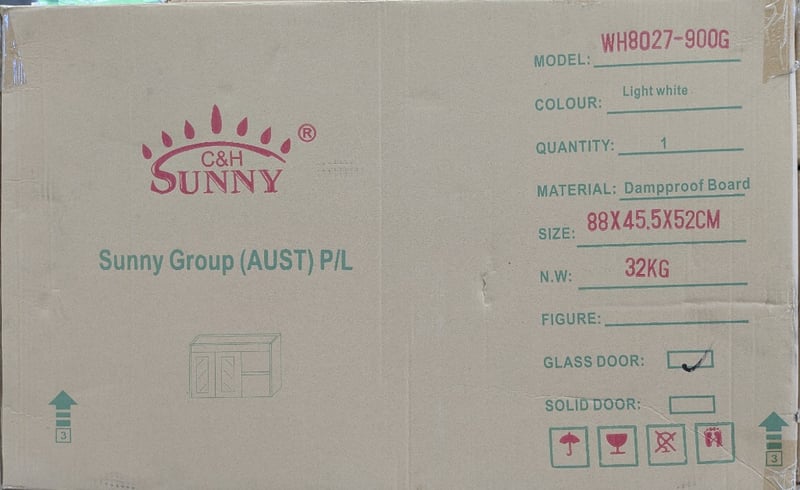 C&H
SUNNY ®
Sunny Group (AUST) P/L
3
MODEL: WH8027-900G
COLOUR: Light white
QUANTITY: 1
MATERIAL: Dampproof Board
SIZE: 88X45.5X52CM
N.W: 32KG
FIGURE:
GLASS DOOR:
SOLID DOOR:
3